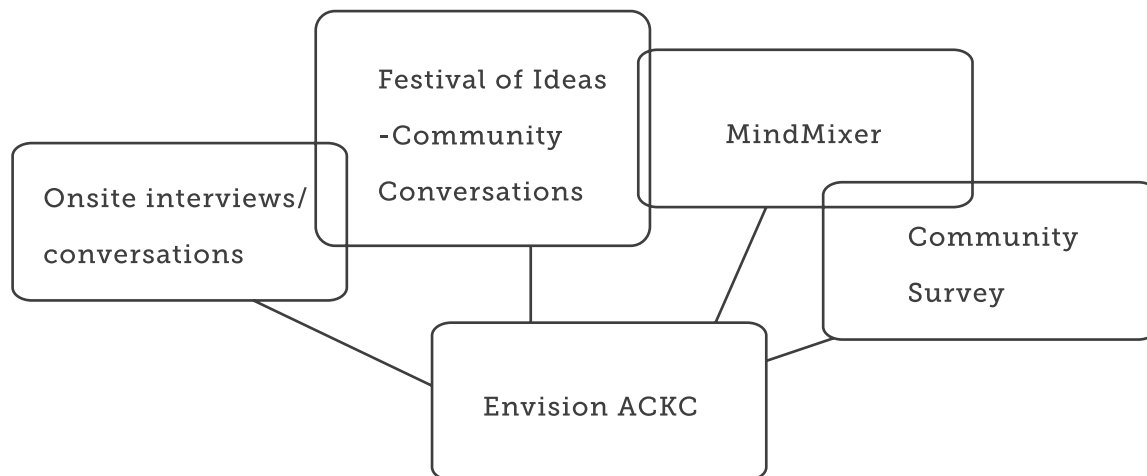 Festival of Ideas
-Community
Conversations
MindMixer
Onsite interviews/
conversations
Community
Survey
Envision ACKC